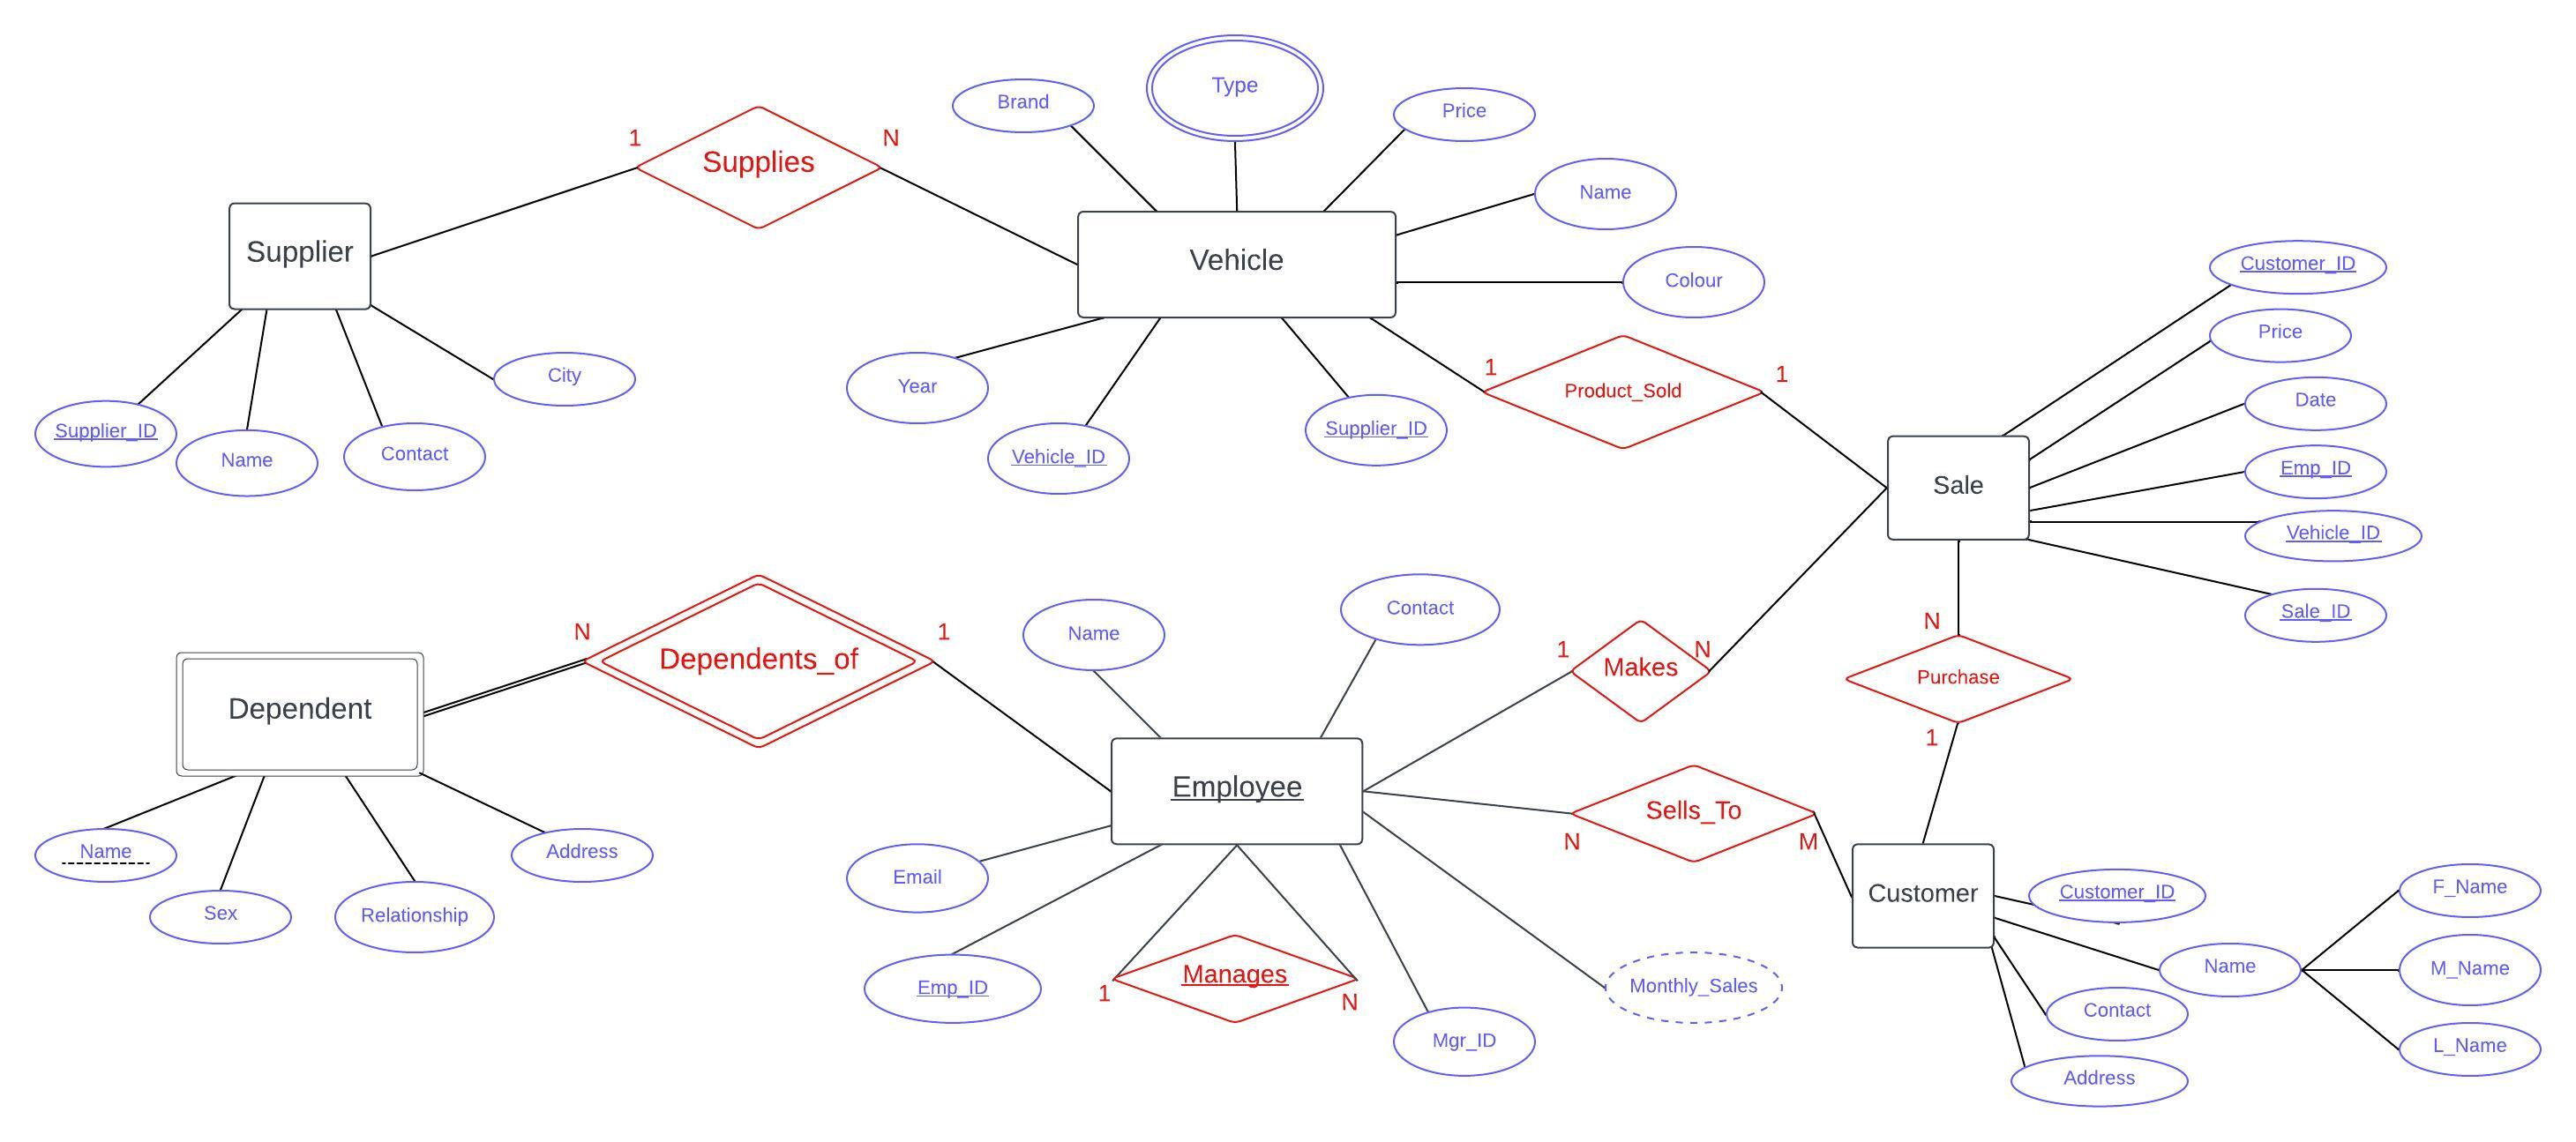 Type
Brand
Price
1
N
Supplies
Name
Supplier
Vehicle
Customer_ID
Colour
Price
1
1
City
Year
Product_Sold
Date
Supplier_ID
Name
Contact
Vehicle_ID
Supplier_ID
Emp_ID
Sale
Vehicle_ID
Contact
Sale_ID
N
1
Name
N
Dependents_of
1
N
Makes
Purchase
Dependent
1
Employee
Sells_To
N
M
Name
Address
Email
Customer
Customer_ID
F_Name
Sex
Relationship
Name
M_Name
Manages
Emp_ID
1
N
Monthly_Sales
Contact
Mgr_ID
L_Name
Address